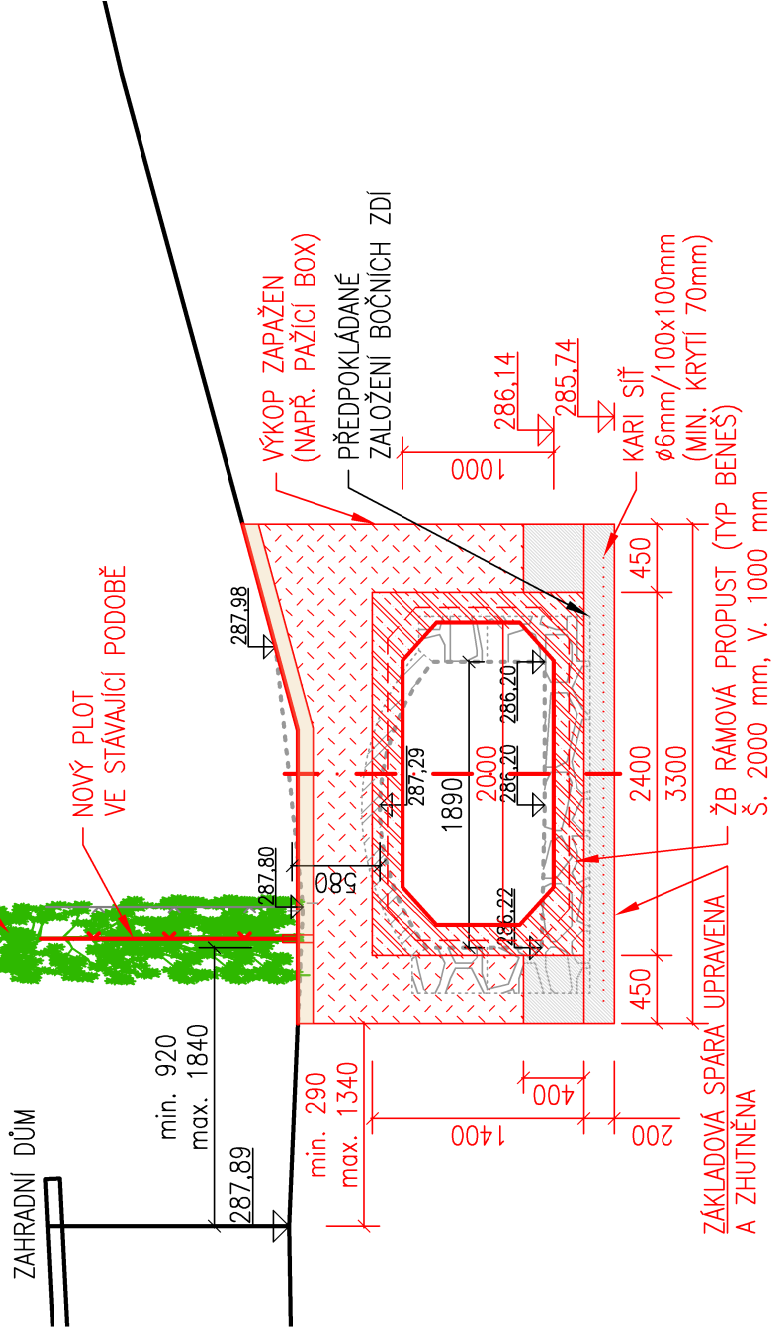 ZAHRADNÍ DŮM
NOVÝ PLOT
VE STÁVAJÍCÍ PODOBĚ
min. 920
max. 1840
287,89
287,80
287,98
580
min. 290
max. 1340
VÝKOP ZAPAŽEN
(NAPŘ. PAŽÍCÍ BOX)
PŘEDPOKLÁDANÉ
ZALOŽENÍ BOČNÍCH ZDÍ
287,29
1890
2000
286,22
286,20
286,20
1000
286,14
285,74
1400
400
200
KARI SÍŤ
ø6mm/100x100mm
(MIN. KRYTÍ 70mm)
450
2400
450
3300
ŽB RÁMOVÁ PROPUST (TYP BENEŠ)
Š. 2000 mm, V. 1000 mm
ZÁKLADOVÁ SPÁRA UPRAVENA
A ZHUTNĚNA